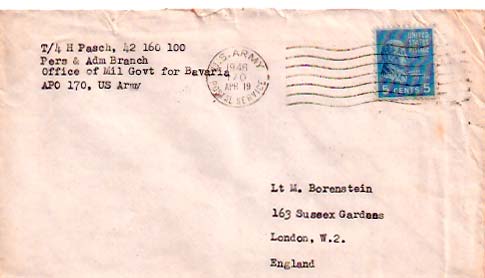 T/4 H Pasch, 42 160 100
Pers & Adm Branch
Office of Mil Govt for Bavaria
APO 170, US Army
U.S. ARMY
1946
APR 19
POSTAL SERVICE
UNITED
STATES
POSTAGE
5 CENTS 5
Lt M. Borenstein
163 Sussex Gardens
London, W.2.
England